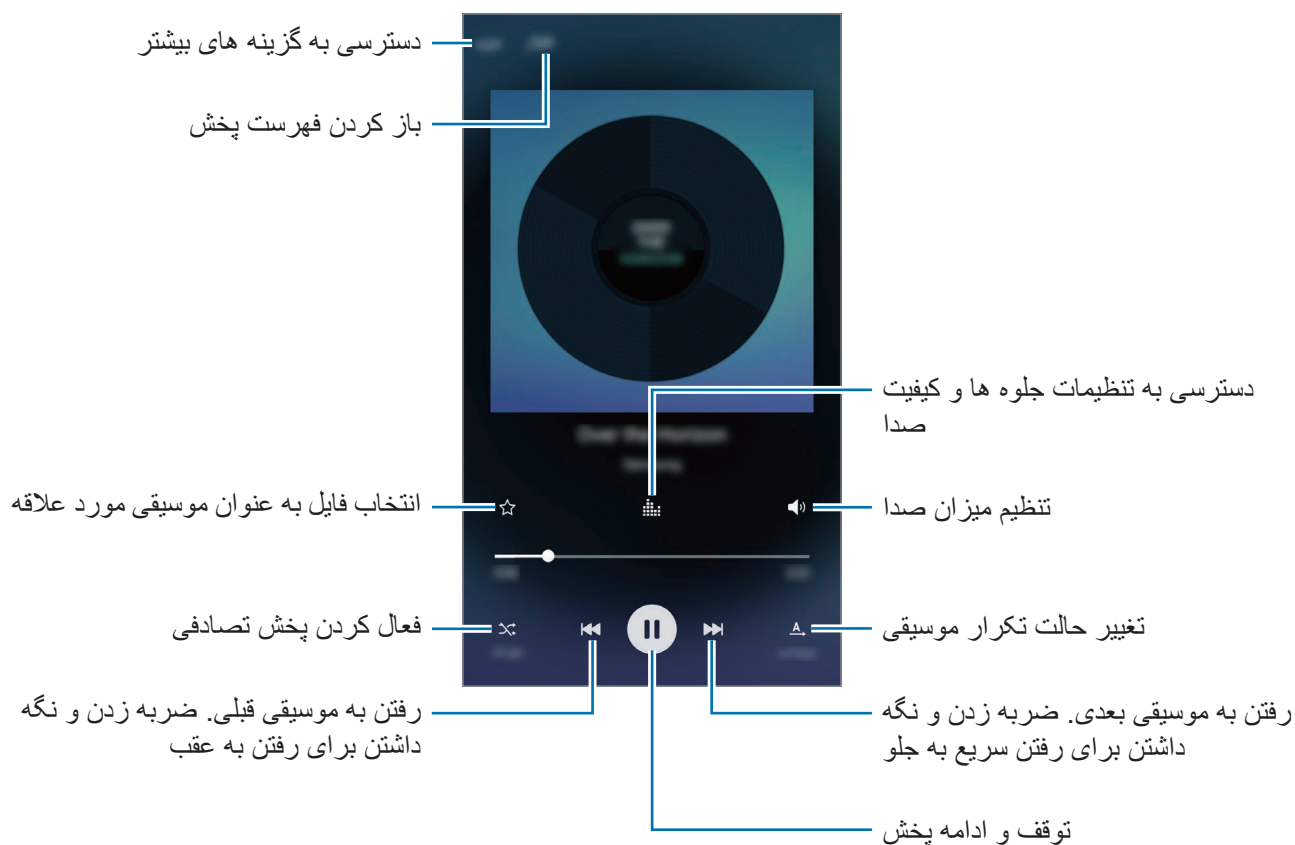 دسترسی به گزینه های بیشتر
باز کردن فهرست پخش
دسترسی به تنظیمات جلوه ها و کیفیت
صدا
انتخاب فایل به عنوان موسیقی مورد علاقه
تنظیم میزان صدا
فعال کردن پخش تصادفی
تغییر حالت تکرار موسیقی
A
رفتن به موسیقی قبلی. ضربه زدن و نگه
داشتن برای رفتن به عقب
رفتن به موسیقی بعدی. ضربه زدن و نگه
داشتن برای رفتن سریع به جلو
توقف و ادامه پخش